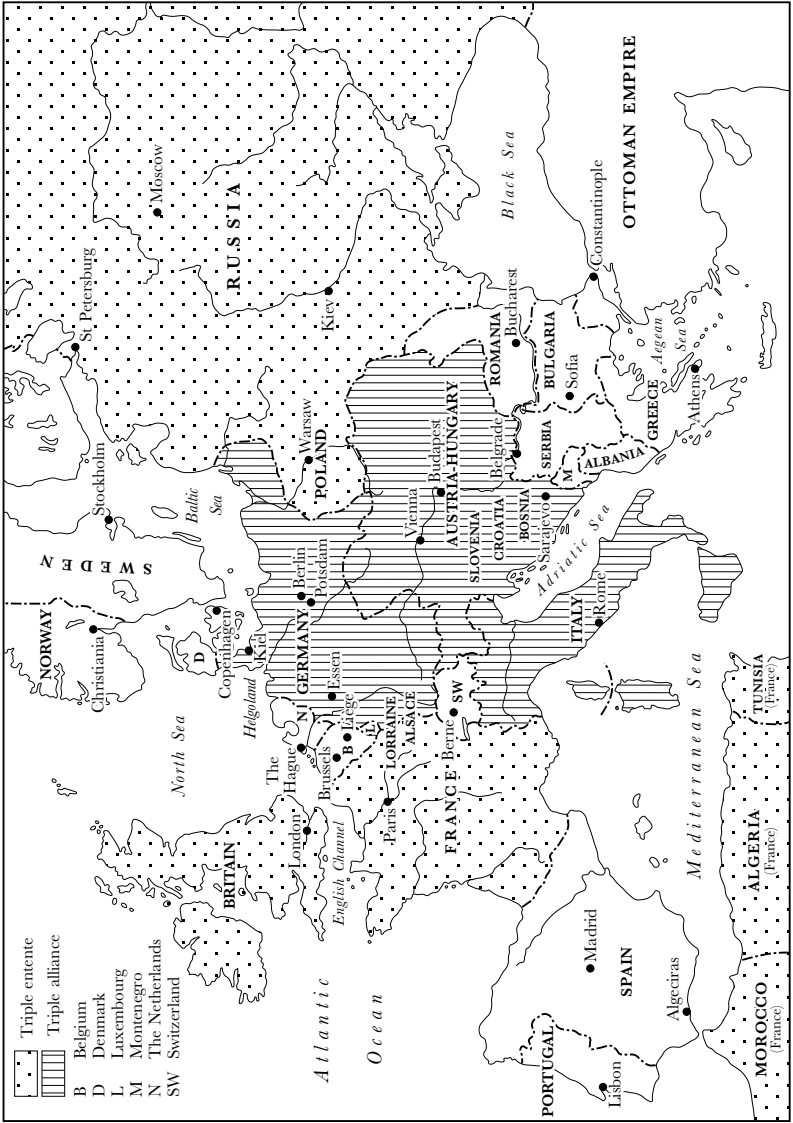 Triple entente
Triple alliance
B Belgium
D Denmark
L Luxembourg
M Montenegro
N The Netherlands
SW Switzerland
NORWAY
Christiania
SWEDEN
Stockholm
St Petersburg
Moscow
RUSSIA
Kiev
North Sea
Baltic
Sea
D
Copenhagen
Kiel
Helgoland
BRITAIN
London
English Channel
Atlantic
Ocean
The
Hague
N
Brussels
B
Liège
L
Essen
GERMANY
Berlin
Potsdam
Warsaw
POLAND
Paris
LORRAINE
ALSACE
FRANCE
Berne
SW
Vienna
Budapest
AUSTRIA-HUNGARY
SLOVENIA
CROATIA
BOSNIA
Sarajevo
Belgrade
SERBIA
M
ALBANIA
ROMANIA
Bucharest
BULGARIA
Sofia
Black Sea
Constantinople
OTTOMAN EMPIRE
GREECE
Athens
Aegean
Sea
Adriatic Sea
ITALY
Rome
PORTUGAL
Lisbon
SPAIN
Madrid
Algeciras
Mediterranean Sea
MOROCCO
(France)
ALGERIA
(France)
TUNISIA
(France)